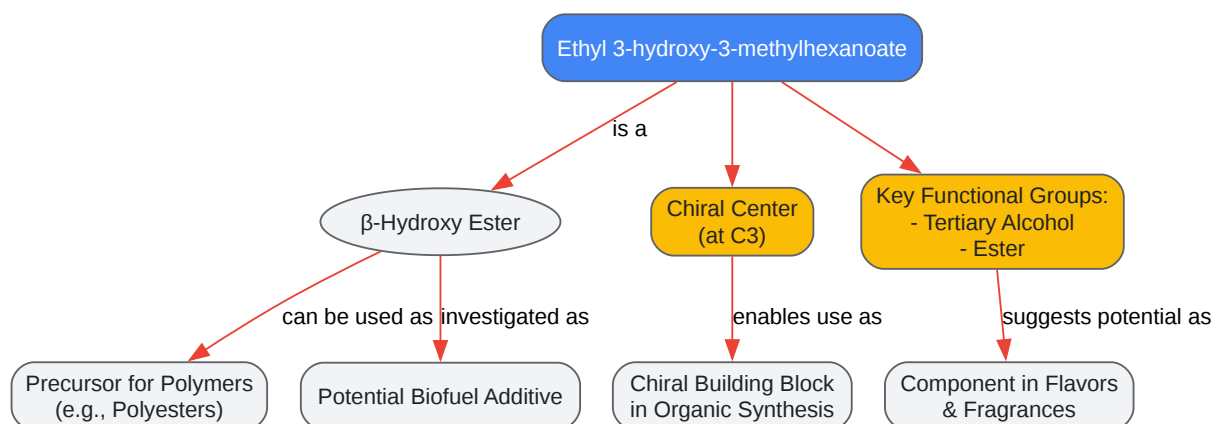 Ethyl 3-hydroxy-3-methylhexanoate
is a
β-Hydroxy Ester
Chiral Center
(at C3)
Key Functional Groups:
- Tertiary Alcohol
- Ester
can be used as
investigated as
enables use as
suggests potential as
Precursor for Polymers
(e.g., Polyesters)
Potential Biofuel Additive
Chiral Building Block
in Organic Synthesis
Component in Flavors
& Fragrances